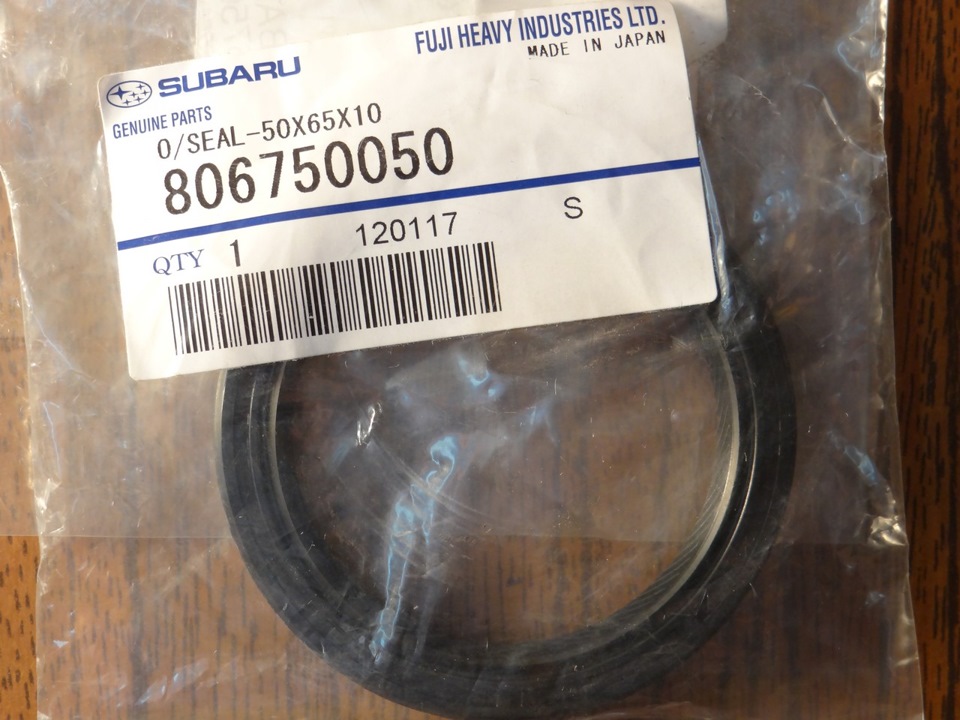 SUBARU
FUJI HEAVY INDUSTRIES LTD.
MADE IN JAPAN
GENUINE PARTS
O/SEAL-50X65X10
806750050
QTY 1 120117 S